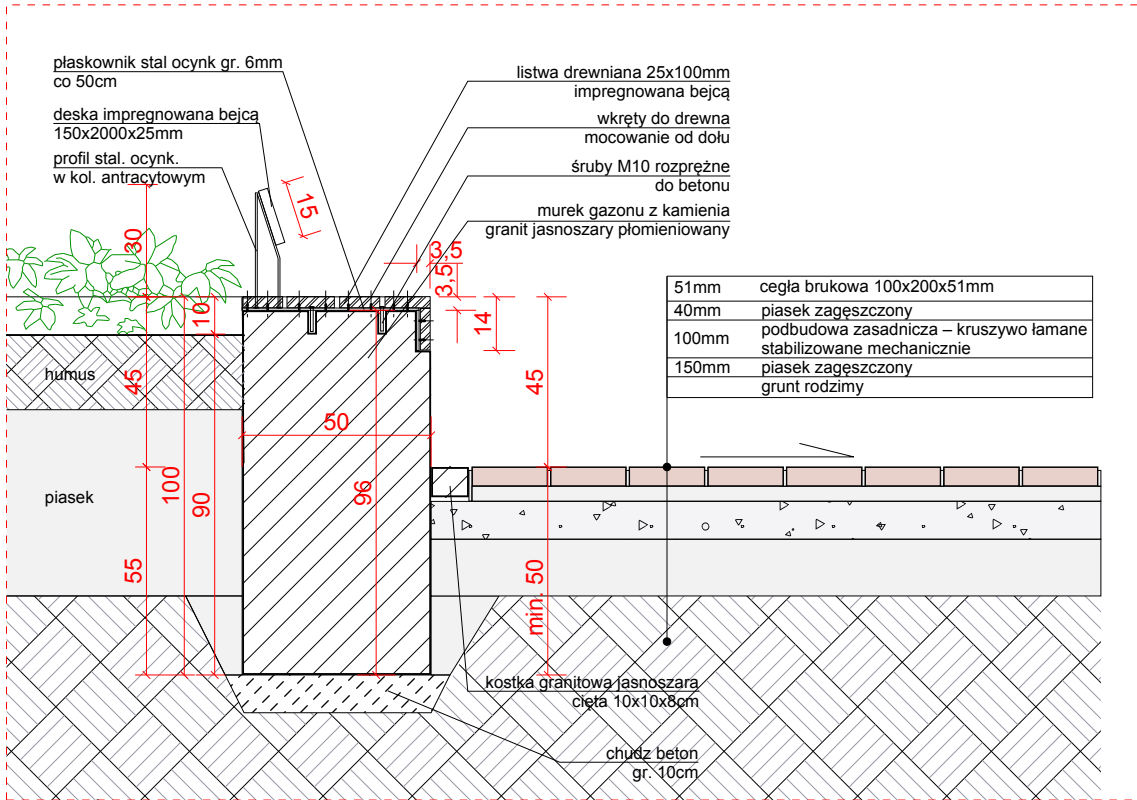 płaskownik stal ocynk gr. 6mm
co 50cm
deska impregnowana bejcą
150x2000x25mm
profil stal. ocynk.
w kol. antracytowym
listwa drewniana 25x100mm
impregnowana bejcą
wkręty do drewna
mocowanie od dołu
śruby M10 rozprężne
do betonu
murek gazonu z kamienia
granit jasnoszary płomieniowany
51mm cegła brukowa 100x200x51mm
40mm piasek zagęszczony
100mm podbudowa zasadnicza – kruszywo łamane
stabilizowane mechanicznie
150mm piasek zagęszczony
grunt rodzimy
15
30
3,5
3,5
10
14
humus
45
45
50
piasek
100
90
96
55
min. 50
kostka granitowa jasnoszara
cięta 10x10x8cm
chudz beton
gr. 10cm